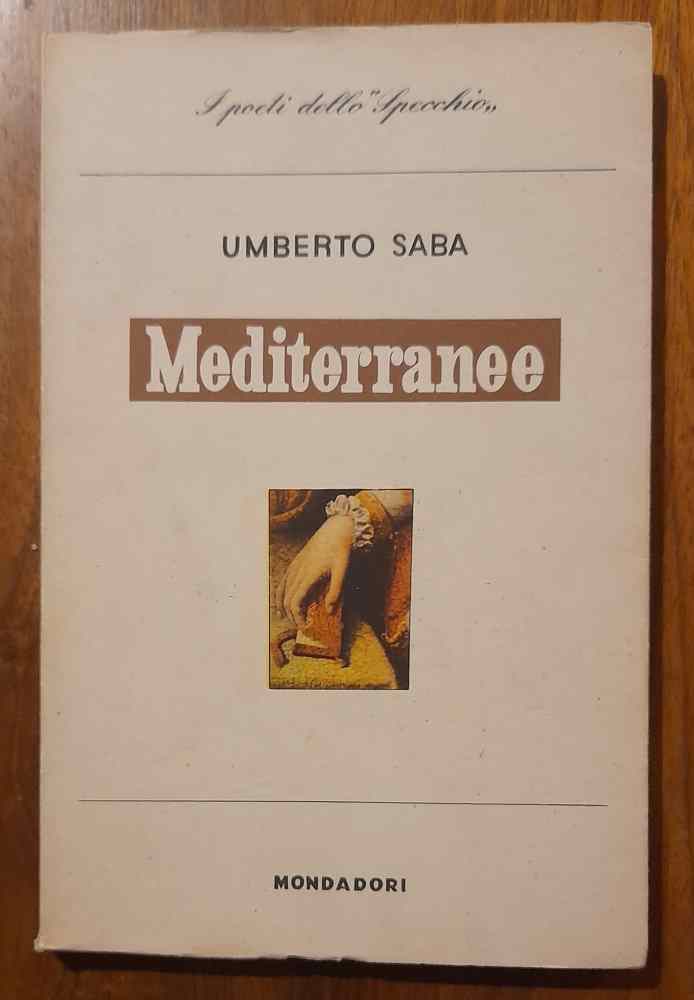 I poeti dello "Specchio„
UMBERTO SABA
Mediterranee
MONDADORI